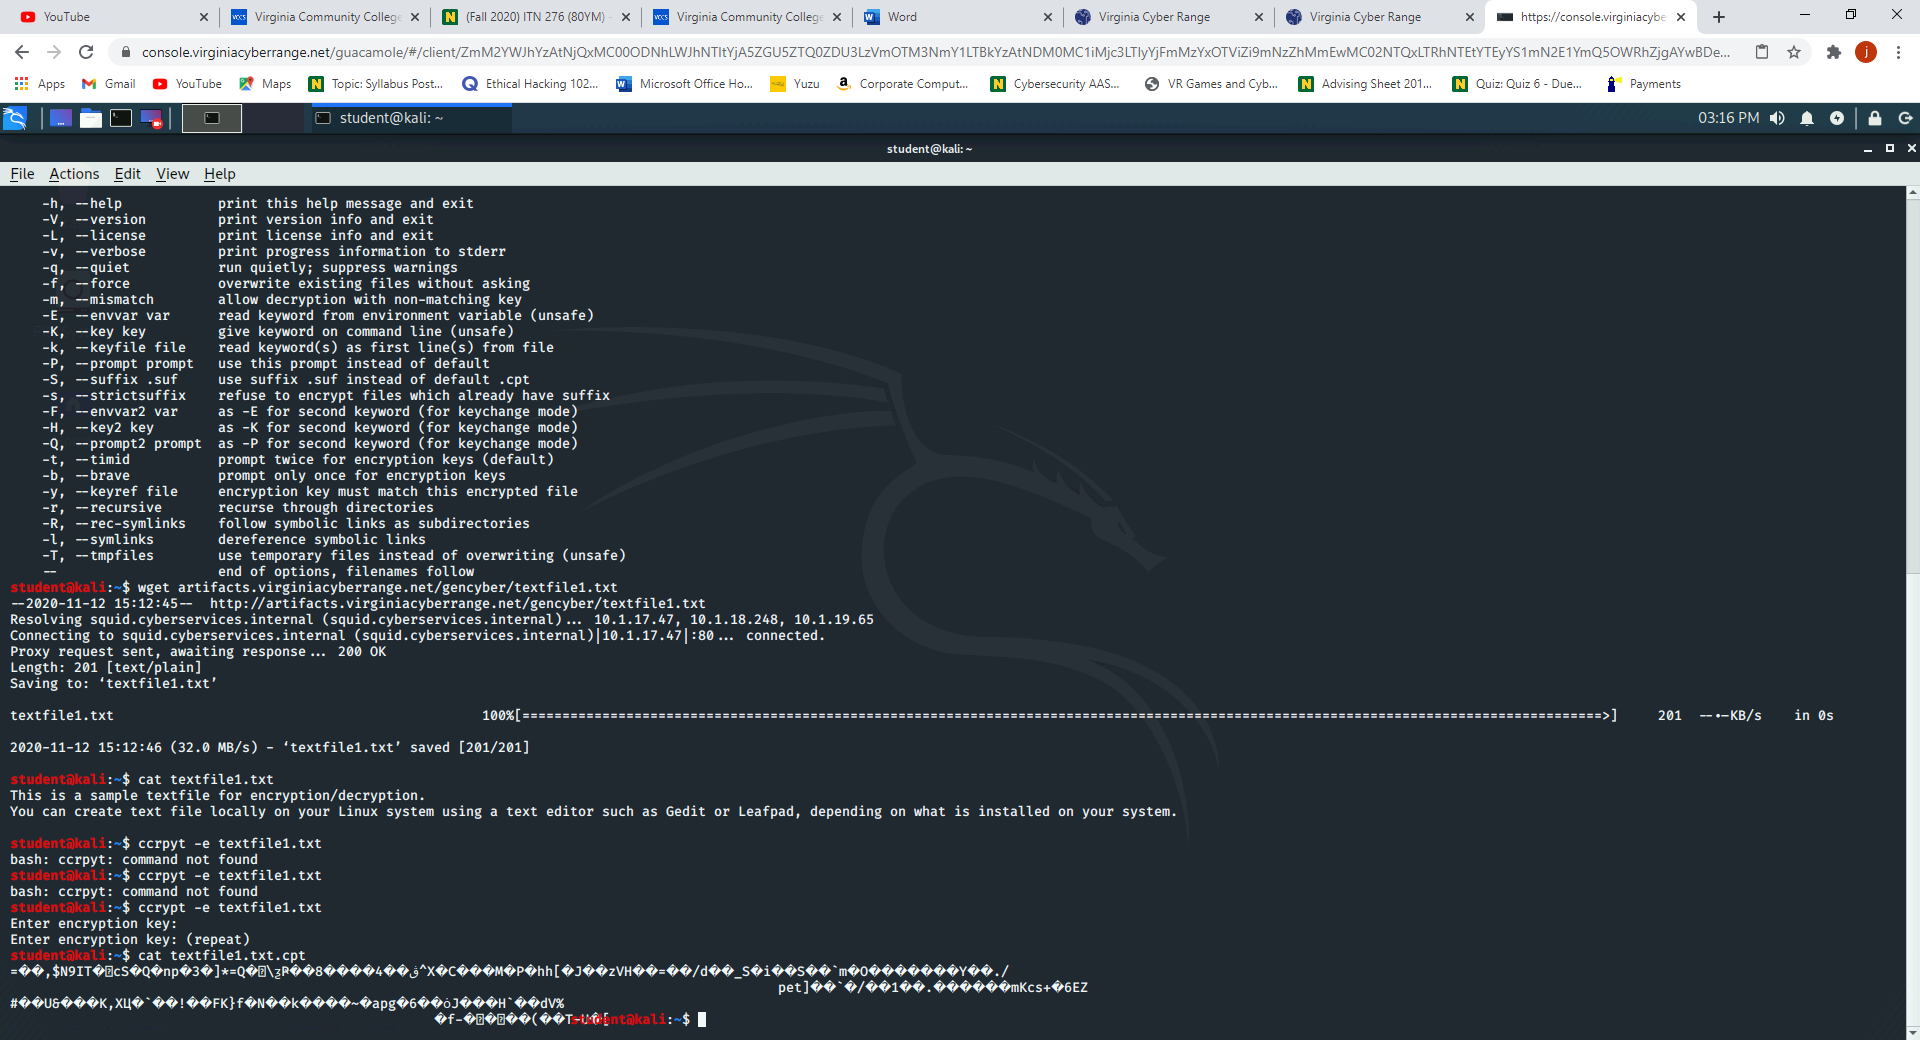 YouTube
Virginia Community College
(Fall 2020) ITN 276 (80YM) -
Virginia Community College
Word
Virginia Cyber Range
Virginia Cyber Range
https://console.virginiacybe
console.virginiacyberrange.net/guacamole/#/client/
Apps
Gmail
YouTube
Maps
Topic: Syllabus Post...
Ethical Hacking 102...
Microsoft Office Ho...
Yuzu
Corporate Comput...
Cybersecurity AAS...
VR Games and Cyb...
Advising Sheet 201...
Quiz: Quiz 6 - Due...
Payments
student@kali: ~
03:16 PM
student@kali: ~
File Actions Edit View Help
-h, --help print this help message and exit
-V, --version print version info and exit
-L, --license print license info and exit
-v, --verbose print progress information to stderr
-q, --quiet run quietly; suppress warnings
-f, --force overwrite existing files without asking
-m, --mismatch allow decryption with non-matching key
-E, --envvar var read keyword from environment variable (unsafe)
-K, --key key give keyword on command line (unsafe)
-k, --keyfile file read keyword(s) as first line(s) from file
-P, --prompt prompt use this prompt instead of default
-S, --suffix .suf use suffix .suf instead of default .cpt
-s, --strictsuffix refuse to encrypt files which already have suffix
-F, --envvar2 var as -E for second keyword (for keychange mode)
-H, --key2 key as -K for second keyword (for keychange mode)
-Q, --prompt2 prompt as -P for second keyword (for keychange mode)
-t, --timid prompt twice for encryption keys (default)
-b, --brave prompt only once for encryption keys
-y, --keyref file encryption key must match this encrypted file
-r, --recursive recurse through directories
-R, --rec-symlinks follow symbolic links as subdirectories
-l, --symlinks dereference symbolic links
-T, --tmpfiles use temporary files instead of overwriting (unsafe)
-- end of options, filenames follow
student@kali:~$ wget artifacts.virginiacyberrange.net/gencyber/textfile1.txt
--2020-11-12 15:12:45-- http://artifacts.virginiacyberrange.net/gencyber/textfile1.txt
Resolving squid.cyberservices.internal (squid.cyberservices.internal)... 10.1.17.47, 10.1.18.248, 10.1.19.65
Connecting to squid.cyberservices.internal (squid.cyberservices.internal)|10.1.17.47|:80... connected.
Proxy request sent, awaiting response... 200 OK
Length: 201 [text/plain]
Saving to: ‘textfile1.txt’
textfile1.txt 100%[=====================================>] 201 --.-KB/s in 0s
2020-11-12 15:12:46 (32.0 MB/s) - ‘textfile1.txt’ saved [201/201]
student@kali:~$ cat textfile1.txt
This is a sample textfile for encryption/decryption.
You can create text file locally on your Linux system using a text editor such as Gedit or Leafpad, depending on what is installed on your system.
student@kali:~$ ccrpyt -e textfile1.txt
bash: ccrpyt: command not found
student@kali:~$ ccrpyt -e textfile1.txt
bash: ccrpyt: command not found
student@kali:~$ ccrypt -e textfile1.txt
Enter encryption key:
Enter encryption key: (repeat)
student@kali:~$ cat textfile1.txt.cpt
student@kali:~$